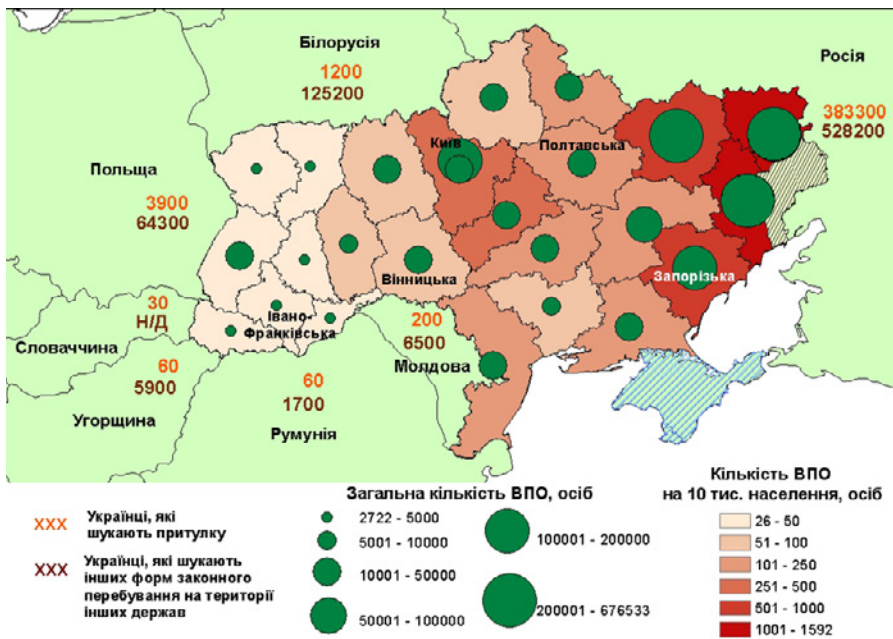 Білорусія
1200
125200
Росія
383300
528200
Київ
Полтавська
Польща
3900
64300
Вінницька
Запорізька
30
Н/Д
Івано-
Франківська
200
6500
Словаччина
Молдова
60
5900
60
1700
Угорщина
Румунія
XXX
Українці, які
шукають притулку
XXX
Українці, які шукають
інших форм законного
перебування на території
інших держав
Загальна кількість ВПО, осіб
2722 - 5000
5001 - 10000
10001 - 50000
50001 - 100000
100001 - 200000
200001 - 676533
Кількість ВПО
на 10 тис. населення, осіб
26 - 50
51 - 100
101 - 250
251 - 500
501 - 1000
1001 - 1592